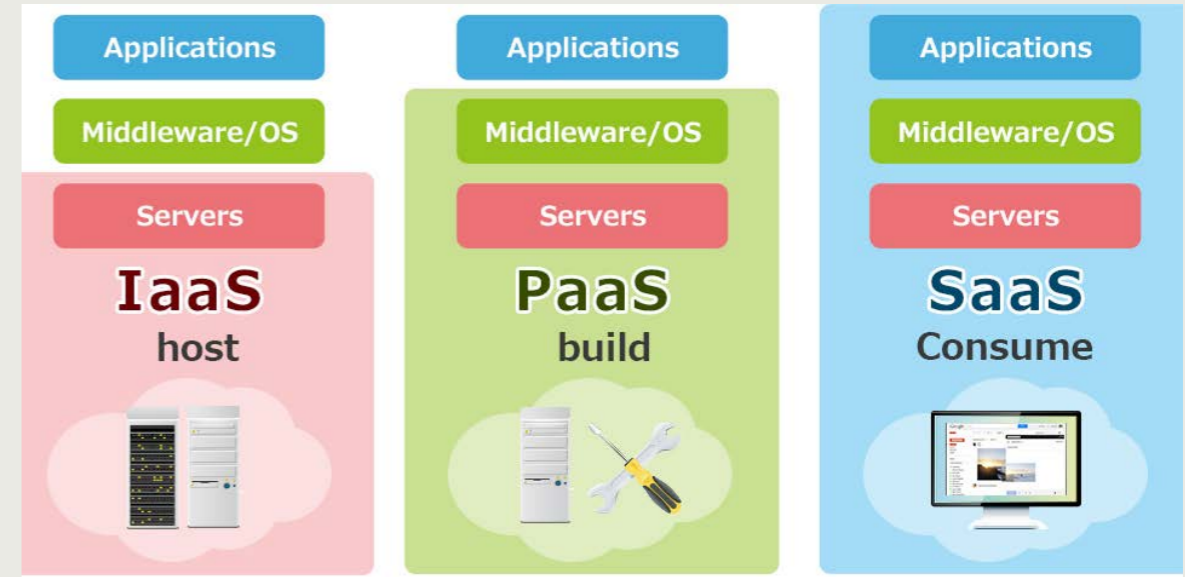 Applications
Middleware/OS
Servers
IaaS
host
Applications
Middleware/OS
Servers
PaaS
build
Applications
Middleware/OS
Servers
SaaS
Consume